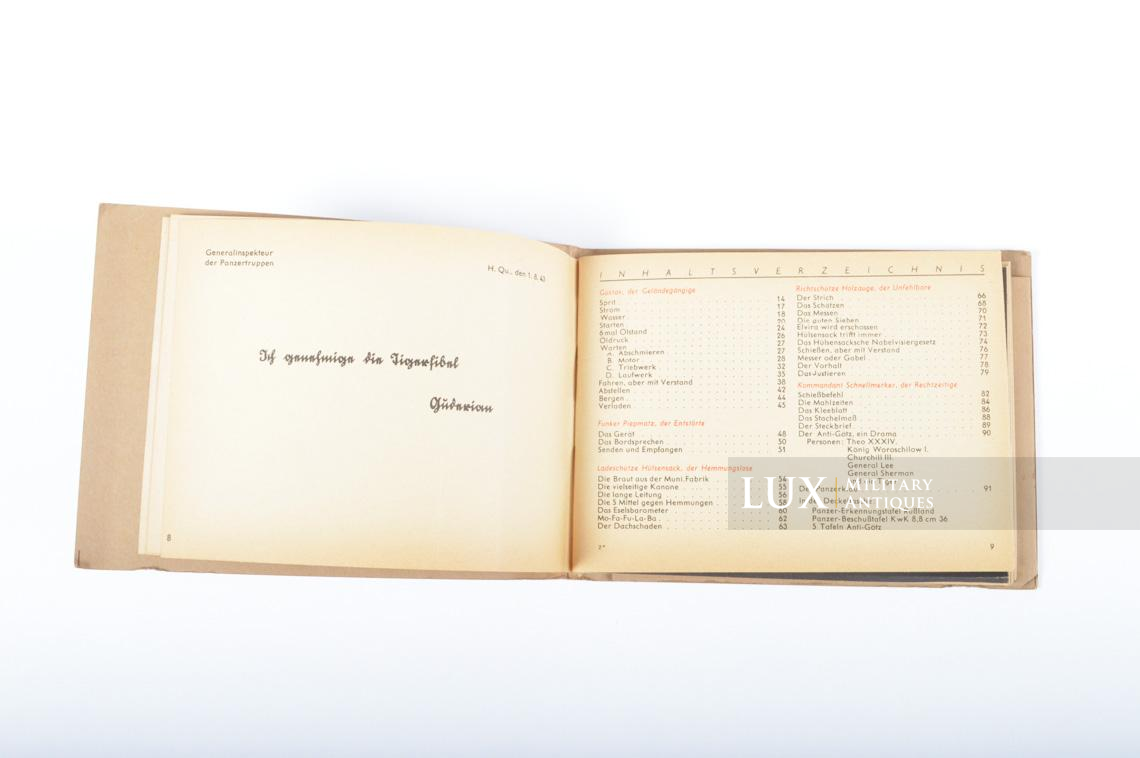 Generalinspekteur
der Panzertruppen
H. Qu., den 1. 8. 43
Ich genehmige die Tigerfibel
Guderian
8
INHALTSVERZEICHNIS
Gustav, der Geländegängige
Sprit 14
Strom 17
Wasser 18
Starten 20
6mal Ölstand 24
Öldruck 26
Warten 27
A. Abschmieren 27
B. Motor 28
C. Triebwerk 32
D. Laufwerk 35
Fahren, aber mit Verstand 38
Abstellen 42
Bergen 44
Verladen 45
Funker Piepmatz, der Entstörte
Das Gerät 48
Das Bordsprechen 50
Senden und Empfangen 51
Ladeschütze Hülsensack, der Hemmungslose
Die Braut aus der Muni.Fabrik 54
Die vielseitige Kanone 55
Die lange Leitung 56
Die 5 Mittel gegen Hemmungen 58
Das Eselsbarometer 60
Mo-Fa-Fu-La-Ba 62
Der Dachschaden 63
2*
Richtschütze Holzauge, der Unfehlbare
Der Strich 66
Das Schätzen 68
Das Messen 70
Die guten Sieben 71
Elvira wird erschossen 72
Hülsensack trifft immer 73
Das Hülsensacksche Nobelvisiergesetz 74
Schießen, aber mit Verstand 76
Messer oder Gabel 77
Der Vorhalt 78
Das Justieren 79
Kommandant Schnellmerker, der Rechtzeitige
Schießbefehl 82
Die Mahlzeiten 84
Das Kleeblatt 86
Das Stachelmaß 88
Der Steckbrief 89
Der Anti-Götz, ein Drama 90
Personen: Theo XXXIV.
König Woroschilow I.
Churchill III.
General Lee
General Sherman
Tiger
91
In der
Panzer-Erkennungstafel Rußland
Panzer-Beschußtafel KwK 8,8 cm 36
5 Tafeln Anti-Götz
9
LUX MILITARY
ANTIQUES